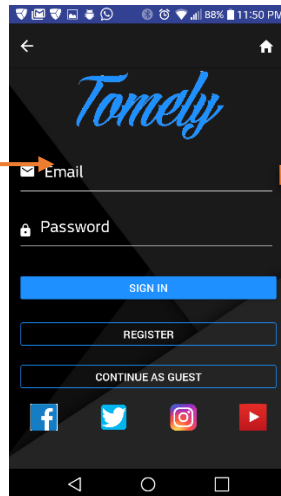 88% 11:50 PM
Tomely
Email
Password
SIGN IN
REGISTER
CONTINUE AS GUEST